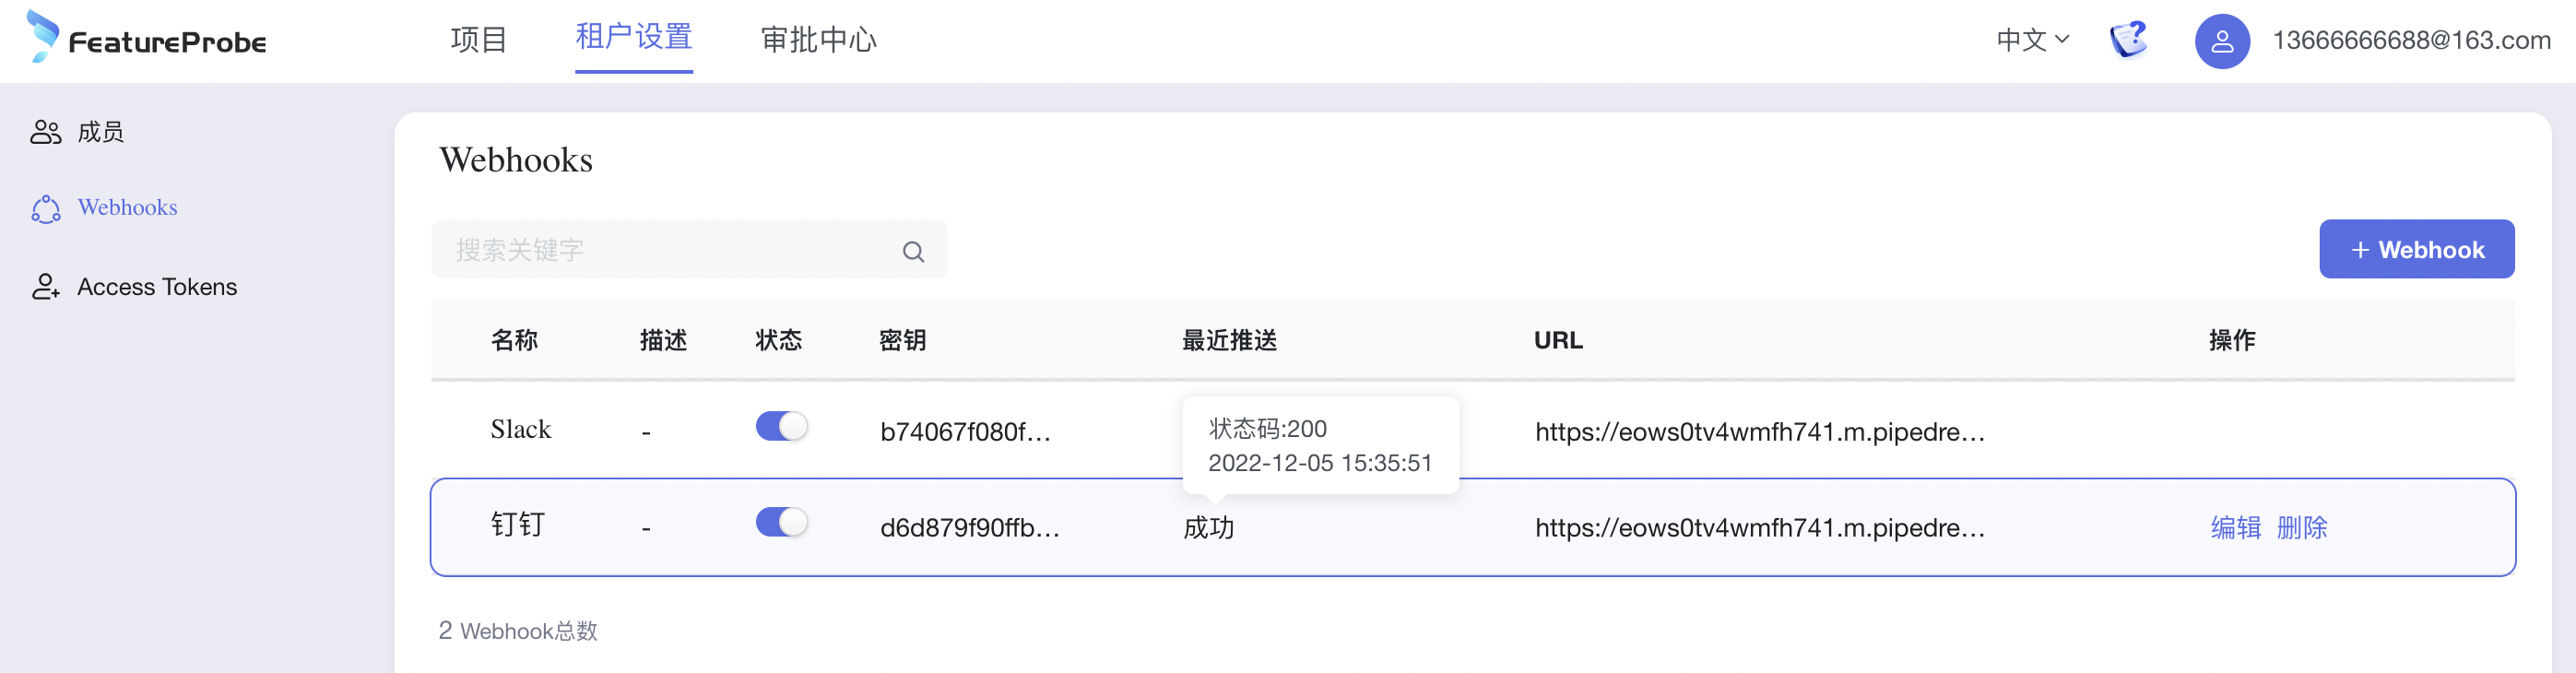 FeatureProbe 项目 租户设置 审批中心 中文 13666666688@163.com
成员
Webhooks
Access Tokens
Webhooks
搜索关键字
+ Webhook
名称 描述 状态 密钥 最近推送 URL 操作
Slack - b74067f080f... https://eows0tv4wmfh741.m.pipedre...
状态码:200
2022-12-05 15:35:51
钉钉 - d6d879f90ffb... 成功 https://eows0tv4wmfh741.m.pipedre... 编辑 删除
2 Webhook总数